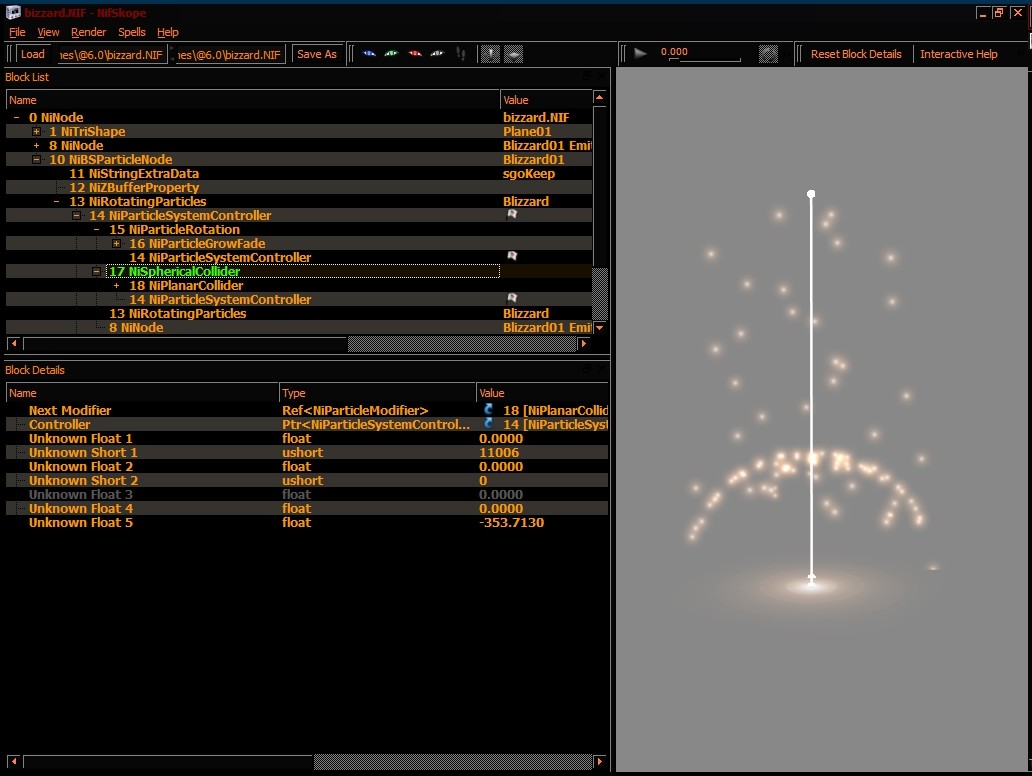 bizzard.NIF - NifSkope
File View Render Spells Help
Load nes\@6.0\bizzard.NIF ies\@6.0\bizzard.NIF Save As 0.000 Reset Block Details Interactive Help
Block List
Name Value
0 NiNode bizzard.NIF
1 NiTriShape Plane01
8 NiNode Blizzard01 Emit
10 NiBSParticleNode Blizzard01
11 NiStringExtraData sgoKeep
12 NiZBufferProperty
13 NiRotatingParticles Blizzard
14 NiParticleSystemController
15 NiParticleRotation
16 NiParticleGrowFade
14 NiParticleSystemController
17 NiSphericalCollider
18 NiPlanarCollider
14 NiParticleSystemController
13 NiRotatingParticles Blizzard
8 NiNode Blizzard01 Emit
Block Details
Name Type Value
Next Modifier Ref<NiParticleModifier> 18 [NiPlanarCollid
Controller Ptr<NiParticleSystemControl... 14 [NiParticleSyst
Unknown Float 1 float 0.0000
Unknown Short 1 ushort 11006
Unknown Float 2 float 0.0000
Unknown Short 2 ushort 0
Unknown Float 3 float 0.0000
Unknown Float 4 float 0.0000
Unknown Float 5 float -353.7130